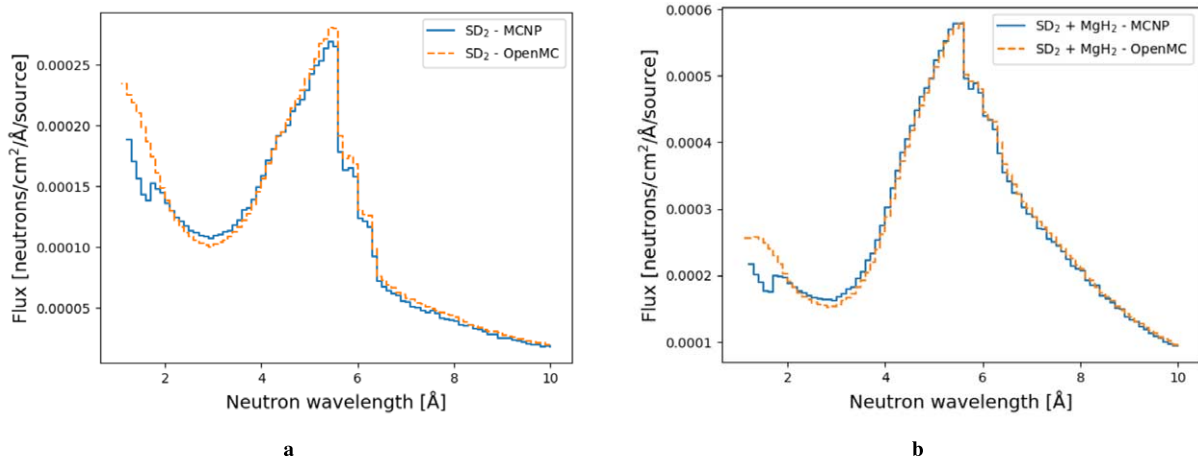 SD₂ - MCNP
SD₂ - OpenMC
Flux [neutrons/cm²/Å/source]
0.00025
0.00020
0.00015
0.00010
0.00005
2
4
6
8
10
Neutron wavelength [Å]
a
SD₂ + MgH₂ - MCNP
SD₂ + MgH₂ - OpenMC
Flux [neutrons/cm²/Å/source]
0.0006
0.0005
0.0004
0.0003
0.0002
0.0001
2
4
6
8
10
Neutron wavelength [Å]
b